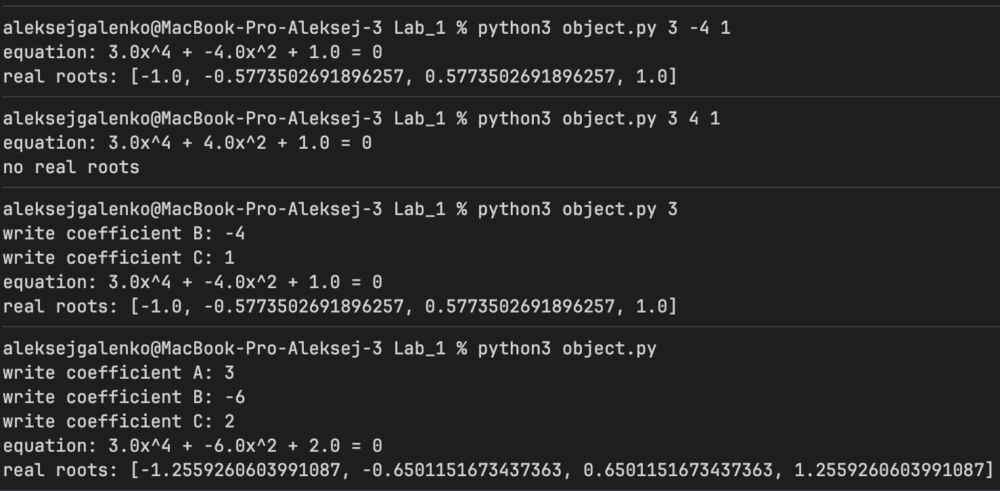 aleksejgalenko@MacBook-Pro-Aleksej-3 Lab_1 % python3 object.py 3 -4 1
equation: 3.0x^4 + -4.0x^2 + 1.0 = 0
real roots: [-1.0, -0.5773502691896257, 0.5773502691896257, 1.0]
aleksejgalenko@MacBook-Pro-Aleksej-3 Lab_1 % python3 object.py 3 4 1
equation: 3.0x^4 + 4.0x^2 + 1.0 = 0
no real roots
aleksejgalenko@MacBook-Pro-Aleksej-3 Lab_1 % python3 object.py 3
write coefficient B: -4
write coefficient C: 1
equation: 3.0x^4 + -4.0x^2 + 1.0 = 0
real roots: [-1.0, -0.5773502691896257, 0.5773502691896257, 1.0]
aleksejgalenko@MacBook-Pro-Aleksej-3 Lab_1 % python3 object.py
write coefficient A: 3
write coefficient B: -6
write coefficient C: 2
equation: 3.0x^4 + -6.0x^2 + 2.0 = 0
real roots: [-1.2559260603991087, -0.6501151673437363, 0.6501151673437363, 1.2559260603991087]